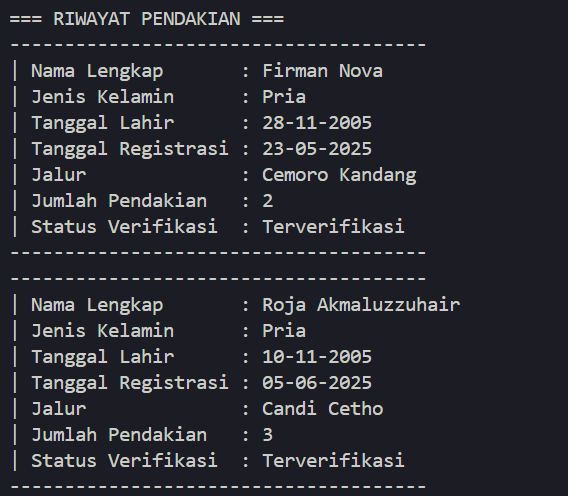 === RIWAYAT PENDAKIAN ===
--------------------------------------
| Nama Lengkap       : Firman Nova
| Jenis Kelamin      : Pria
| Tanggal Lahir      : 28-11-2005
| Tanggal Registrasi : 23-05-2025
| Jalur              : Cemoro Kandang
| Jumlah Pendakian   : 2
| Status Verifikasi  : Terverifikasi
--------------------------------------
--------------------------------------
| Nama Lengkap       : Roja Akmaluzzuhair
| Jenis Kelamin      : Pria
| Tanggal Lahir      : 10-11-2005
| Tanggal Registrasi : 05-06-2025
| Jalur              : Candi Cetho
| Jumlah Pendakian   : 3
| Status Verifikasi  : Terverifikasi
--------------------------------------